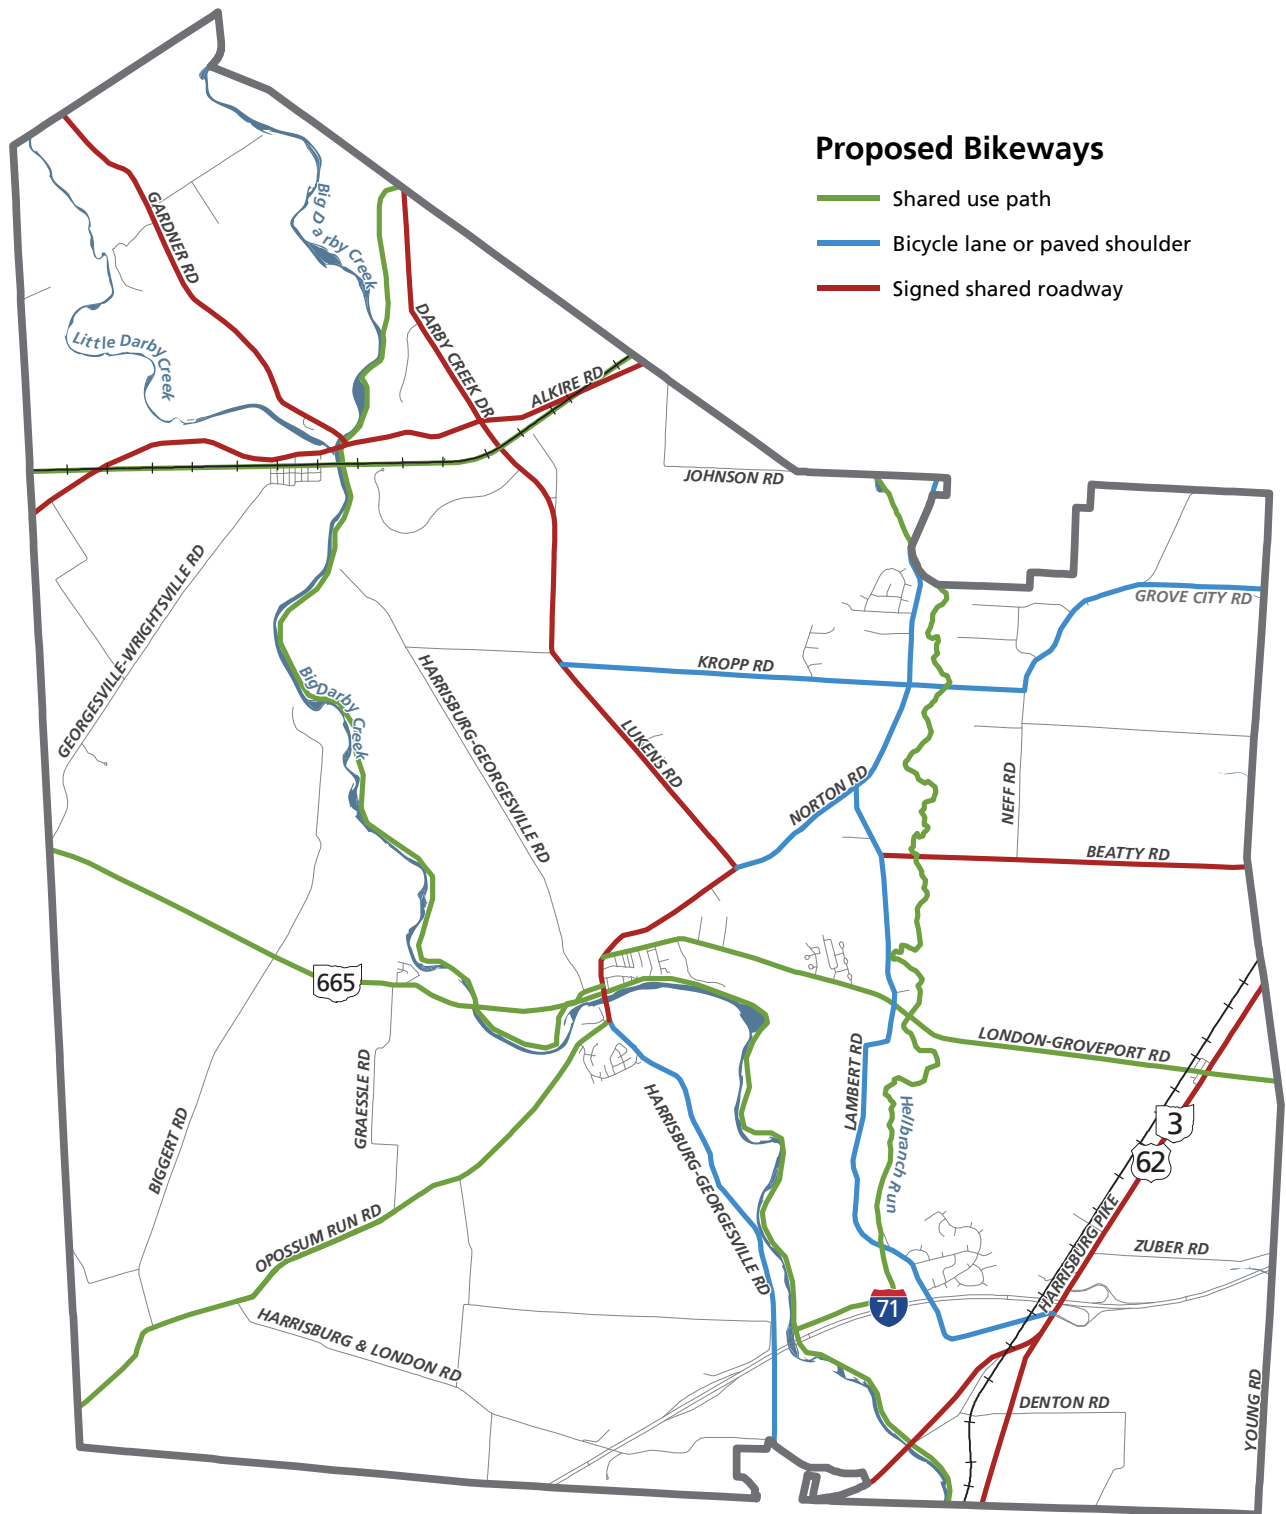 Proposed Bikeways
Shared use path
Bicycle lane or paved shoulder
Signed shared roadway
GARDNER RD
Big Darby Creek
Little Darby Creek
DARBY CREEK DR
ALKIRE RD
JOHNSON RD
GEORGESVILLE-WRIGHTSVILLE RD
GROVE CITY RD
KROPP RD
Big Darby Creek
HARRISBURG-GEORGESVILLE RD
LUKENS RD
NORTON RD
NEFF RD
BEATTY RD
665
LONDON-GROVEPORT RD
GRAESSLE RD
LAMBERT RD
BIGGERT RD
HARRISBURG-GEORGESVILLE RD
Hellbranch Run
3
62
OPOSSUM RUN RD
HARRISBURG PIKE
ZUBER RD
71
HARRISBURG & LONDON RD
DENTON RD
YOUNG RD